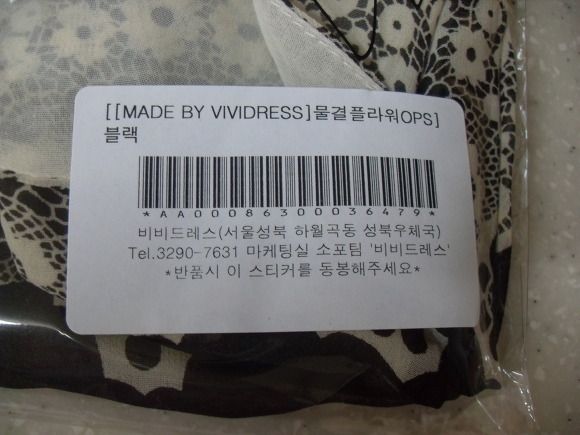 [[MADE BY VIVIDRESS]물결플라워OPS]
블랙
*AA00086300036479*
비비드레스(서울성북 하월곡동 성북우체국)
Tel.3290-7631 마케팅실 소포팀 '비비드레스'
*반품시 이 스티커를 동봉해주세요*